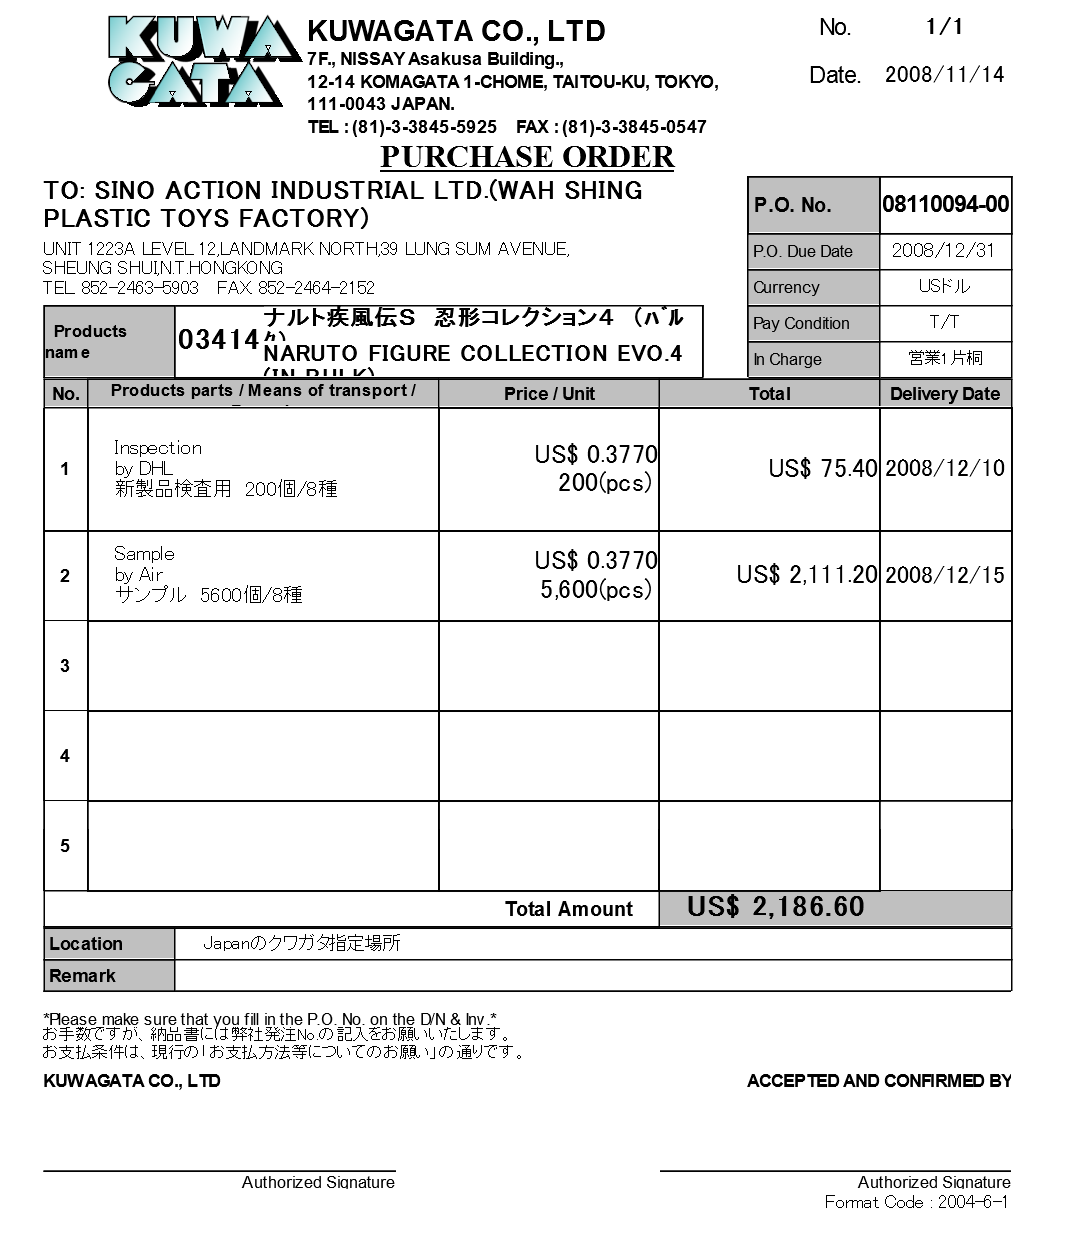 KUWA
GATA
KUWAGATA CO., LTD
7F., NISSAY Asakusa Building.,
12-14 KOMAGATA 1-CHOME, TAITOU-KU, TOKYO,
111-0043 JAPAN.
TEL : (81)-3-3845-5925 FAX : (81)-3-3845-0547
No. 1/1
Date. 2008/11/14
PURCHASE ORDER
TO: SINO ACTION INDUSTRIAL LTD.(WAH SHING
PLASTIC TOYS FACTORY)
UNIT 1223A LEVEL 12,LANDMARK NORTH,39 LUNG SUM AVENUE,
SHEUNG SHUI,N.T.HONGKONG
TEL 852-2463-5903 FAX 852-2464-2152
P.O. No. 08110094-00
P.O. Due Date 2008/12/31
Currency USドル
Pay Condition T/T
In Charge 営業1片桐
Products name
03414
ナルト疾風伝S 忍形コレクション4 (バル
ク)
NARUTO FIGURE COLLECTION EVO.4
(IN BULK)
No. Products parts / Means of transport / Price / Unit Total Delivery Date
1 Inspection
by DHL
新製品検査用 200個/8種
US$ 0.3770
200(pcs)
US$ 75.40 2008/12/10
2 Sample
by Air
サンプル 5600個/8種
US$ 0.3770
5,600(pcs)
US$ 2,111.20 2008/12/15
3
4
5
Total Amount US$ 2,186.60
Location Japanのクワガタ指定場所
Remark
*Please make sure that you fill in the P.O. No. on the D/N & Inv.*
お手数ですが、納品書には弊社発注No.の記入をお願いいたします。
お支払条件は、現行の「お支払方法等についてのお願い」の通りです。
KUWAGATA CO., LTD ACCEPTED AND CONFIRMED BY
Authorized Signature Authorized Signature
Format Code : 2004-6-1